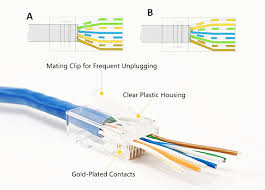 A
B
Mating Clip for Frequent Unplugging
Clear Plastic Housing
Gold-Plated Contacts